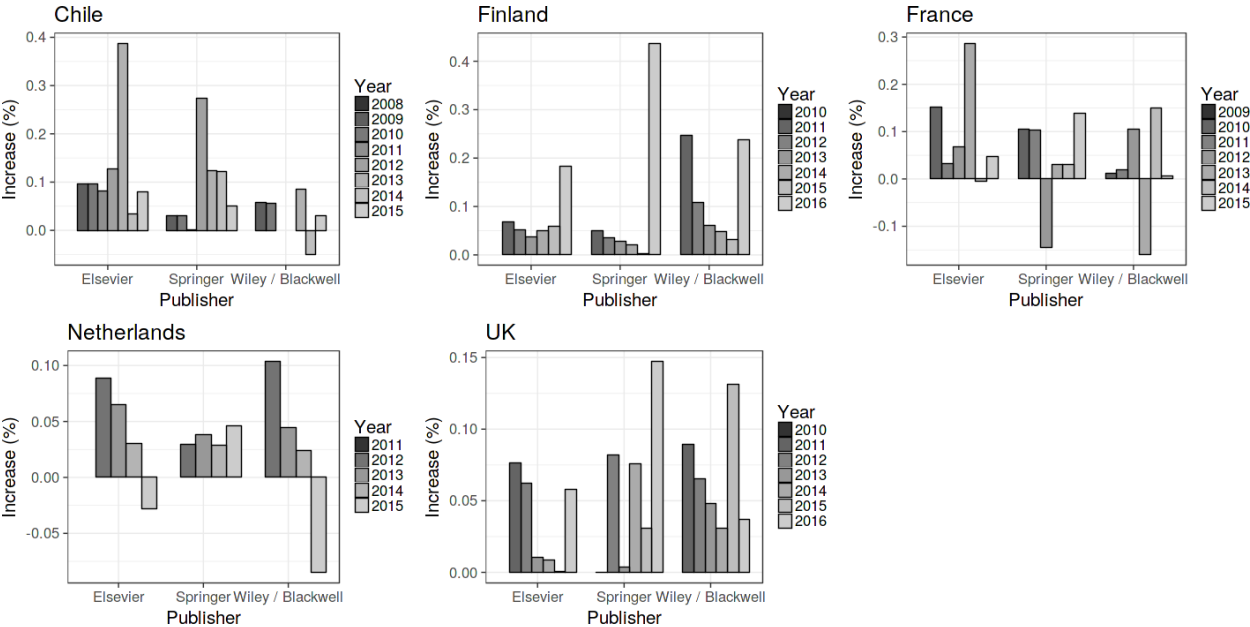 Chile
Increase (%)
0.4
0.3
0.2
0.1
0.0
Elsevier Springer Wiley / Blackwell
Publisher
Year
2008
2009
2010
2011
2012
2013
2014
2015
Finland
Increase (%)
0.4
0.3
0.2
0.1
0.0
Elsevier Springer Wiley / Blackwell
Publisher
Year
2010
2011
2012
2013
2014
2015
2016
France
Increase (%)
0.3
0.2
0.1
0.0
-0.1
Elsevier Springer Wiley / Blackwell
Publisher
Year
2009
2010
2011
2012
2013
2014
2015
Netherlands
Increase (%)
0.10
0.05
0.00
-0.05
Elsevier Springer Wiley / Blackwell
Publisher
Year
2011
2012
2013
2014
2015
UK
Increase (%)
0.15
0.10
0.05
0.00
Elsevier Springer Wiley / Blackwell
Publisher
Year
2010
2011
2012
2013
2014
2015
2016